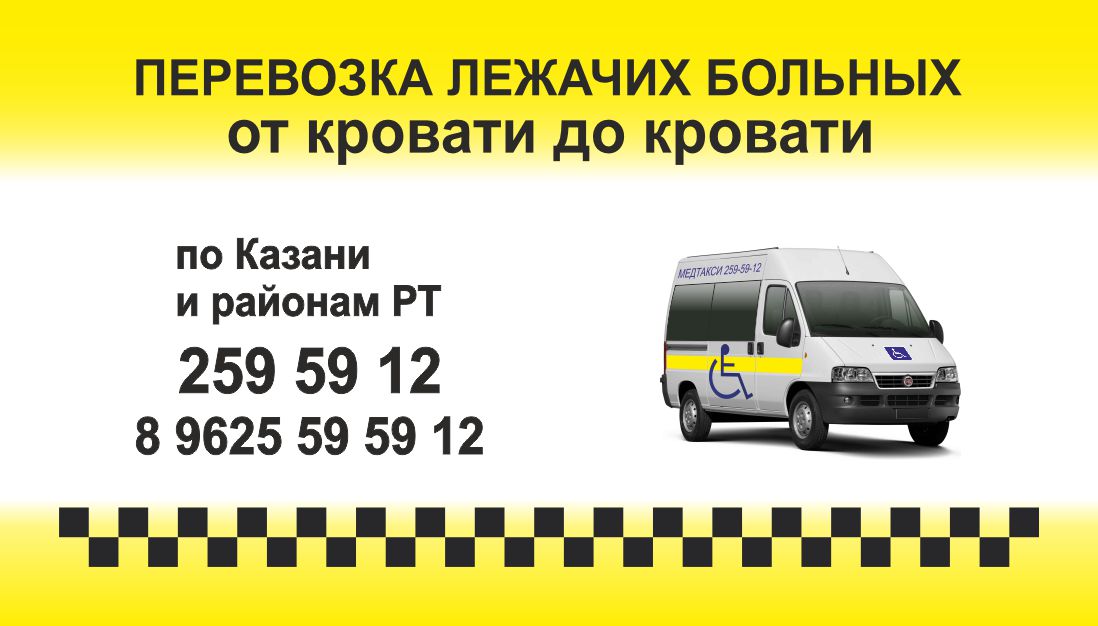 ПЕРЕВОЗКА ЛЕЖАЧИХ БОЛЬНЫХ
от кровати до кровати
по Казани
и районам РТ
259 59 12
8 9625 59 59 12
МЕДТАКСИ 259-59-12